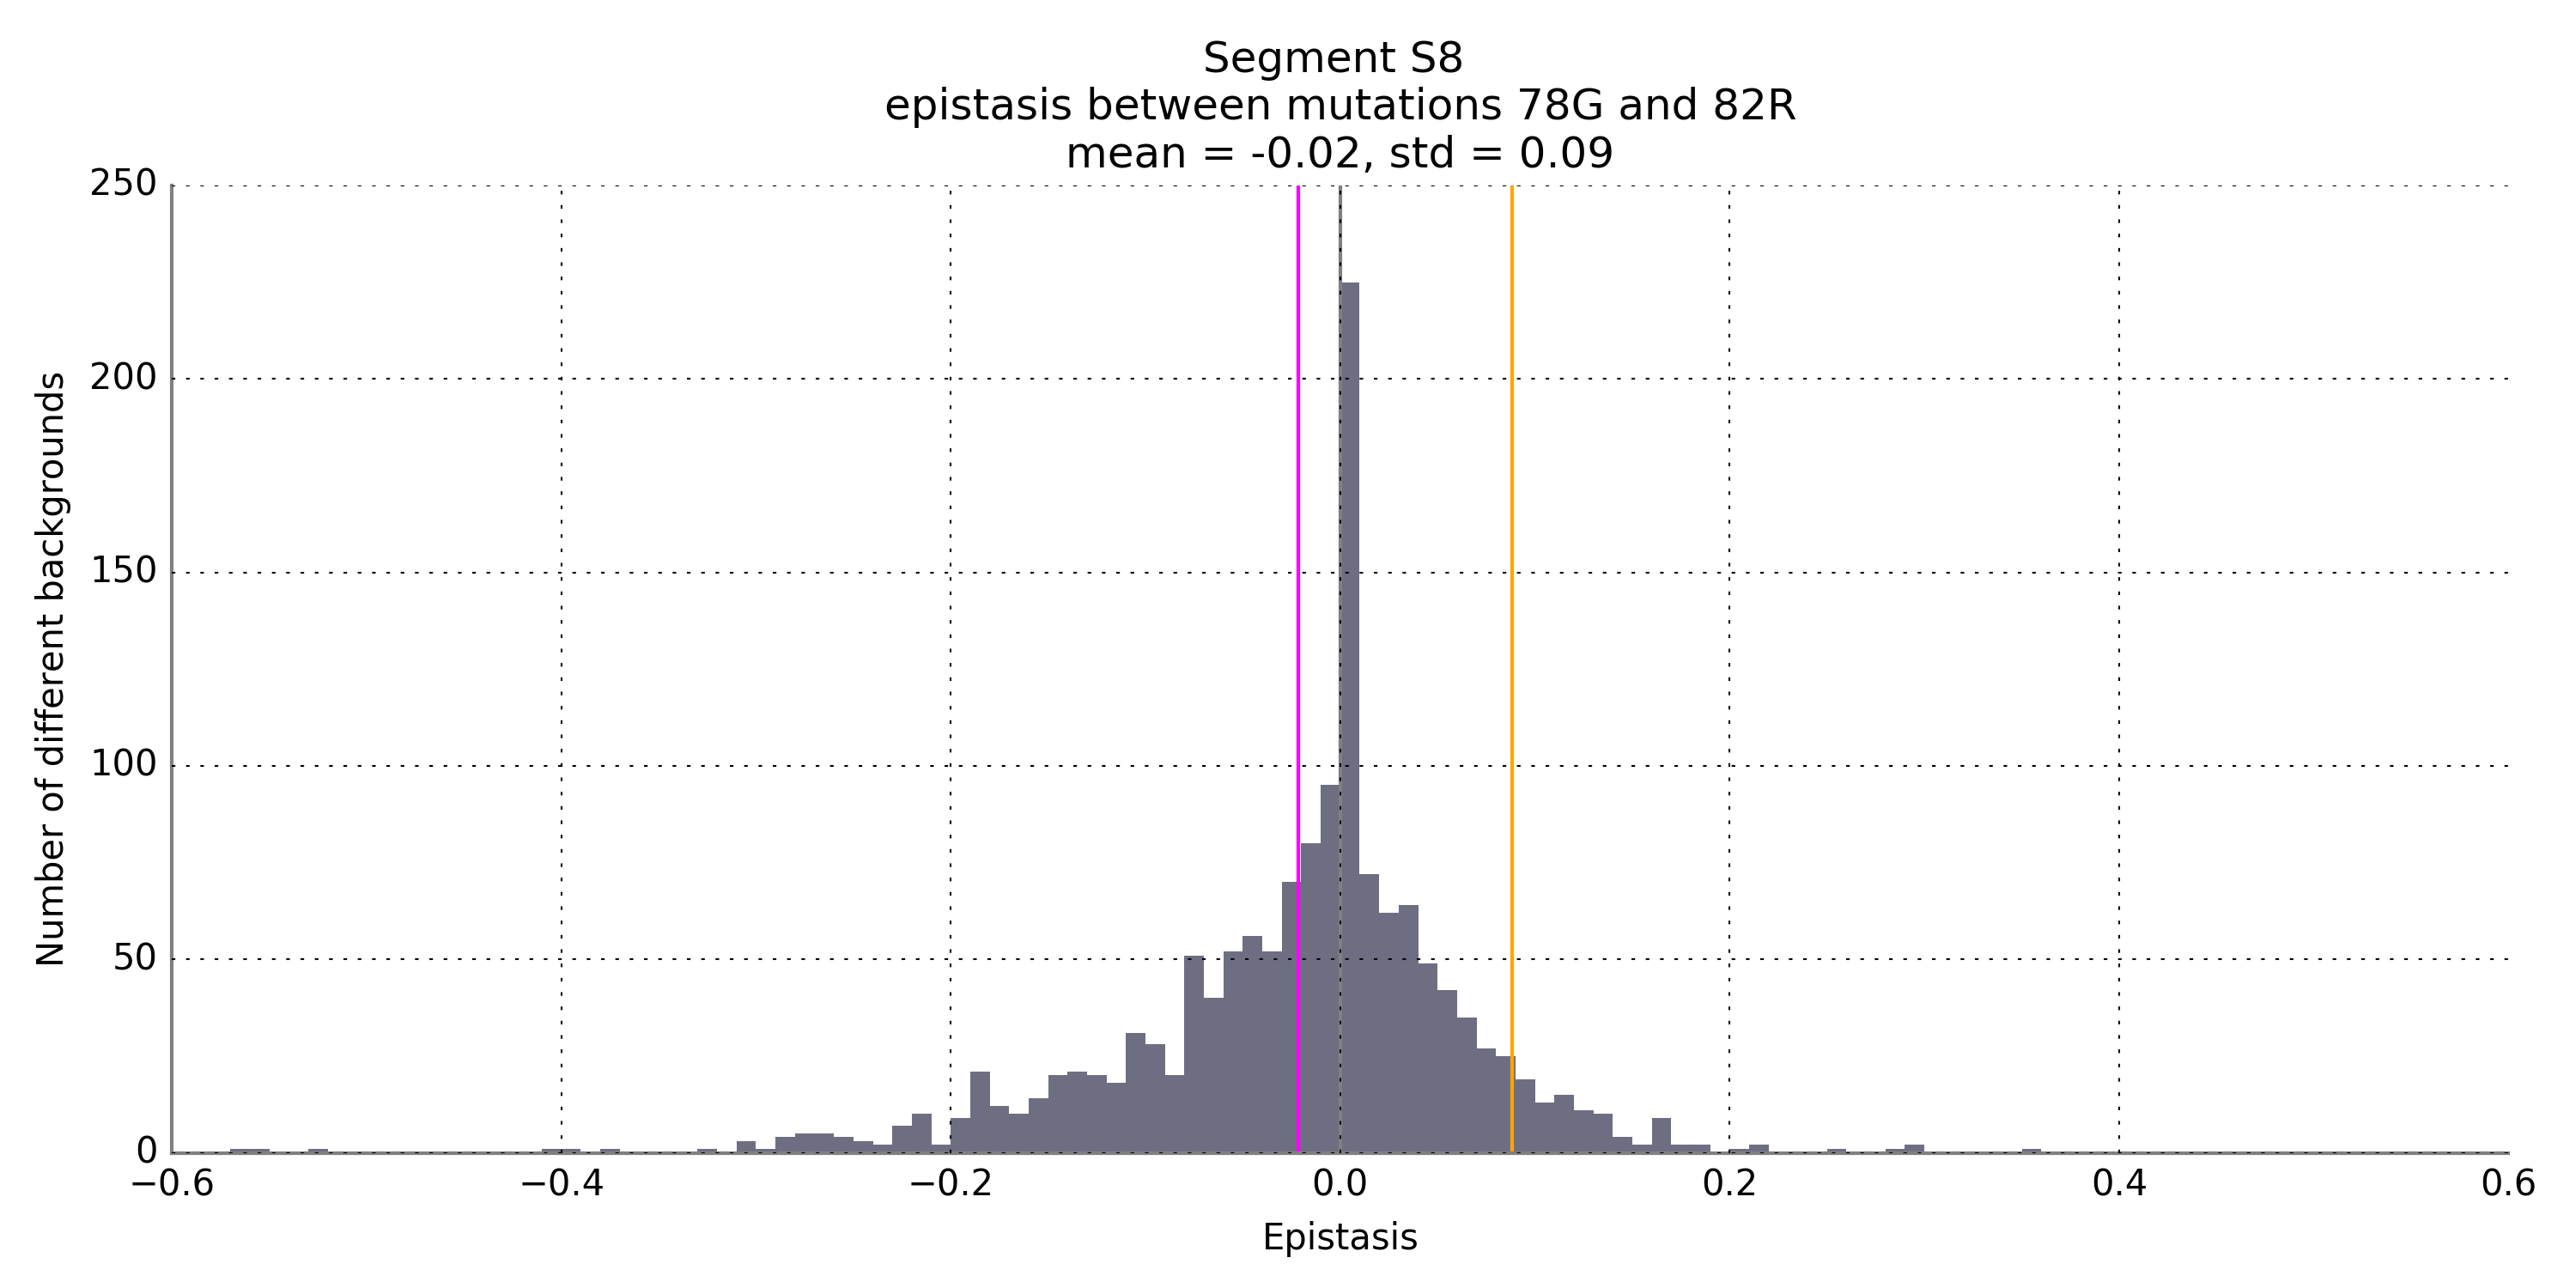 Segment S8
epistasis between mutations 78G and 82R
mean = -0.02, std = 0.09
250
200
150
100
50
0
Number of different backgrounds
−0.6 −0.4 −0.2 0.0 0.2 0.4 0.6
Epistasis